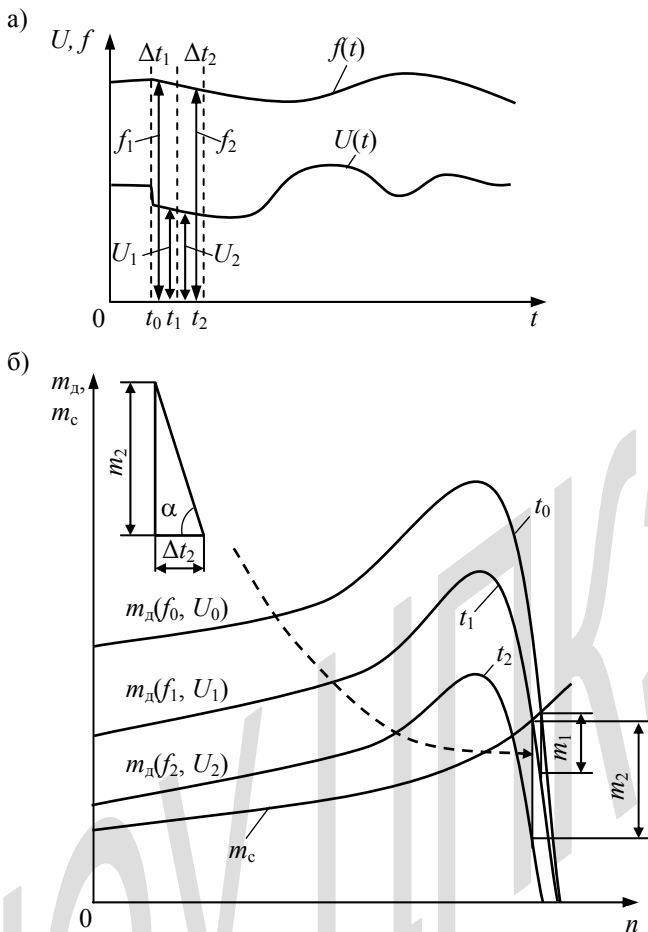 а)
U, f
Δt₁
Δt₂
f(t)
f₁
f₂
U(t)
U₁
U₂
0
t₀
t₁
t₂
t
б)
mд,
mс
m₂
α
Δt₂
t₀
mд(f₀, U₀)
t₁
mд(f₁, U₁)
t₂
mд(f₂, U₂)
m₁
m₂
mс
0
n